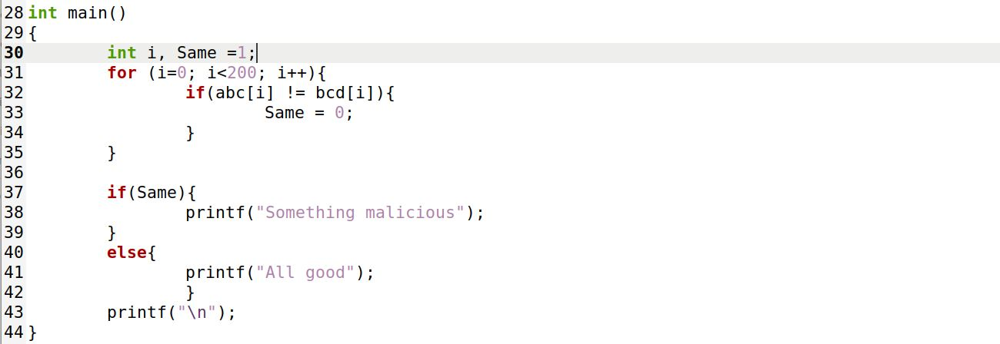 28 int main()
29 {
30 int i, Same =1;
31 for (i=0; i<200; i++){
32 if(abc[i] != bcd[i]){
33 Same = 0;
34 }
35 }
36
37 if(Same){
38 printf("Something malicious");
39 }
40 else{
41 printf("All good");
42 }
43 printf("\n");
44 }